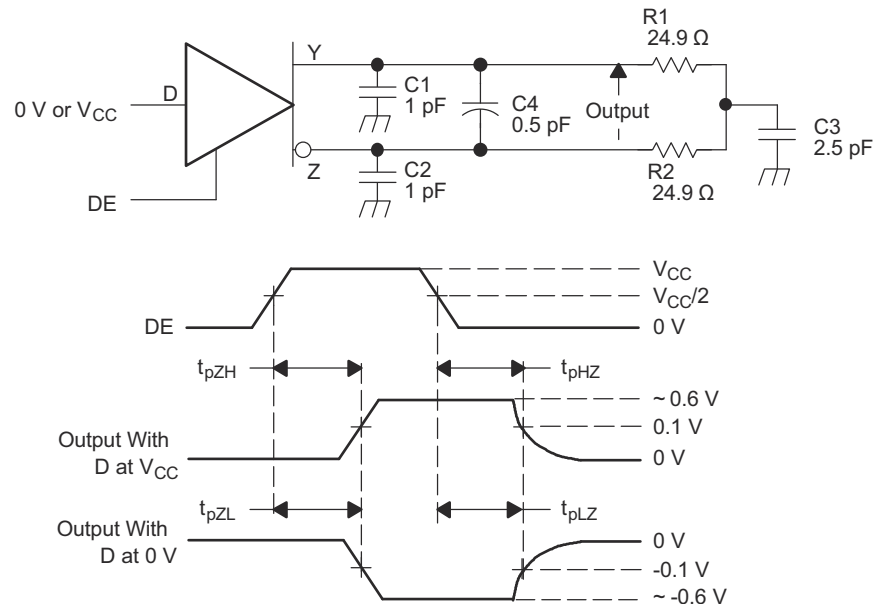 R1
24.9 Ω
Y
C1
1 pF
D
C4
0.5 pF
Output
0 V or VCC
C3
2.5 pF
Z
C2
1 pF
R2
24.9 Ω
DE
VCC
VCC/2
DE
0 V
tpZH
tpHZ
~ 0.6 V
0.1 V
Output With
D at VCC
0 V
tpZL
tpLZ
Output With
D at 0 V
0 V
-0.1 V
~ -0.6 V